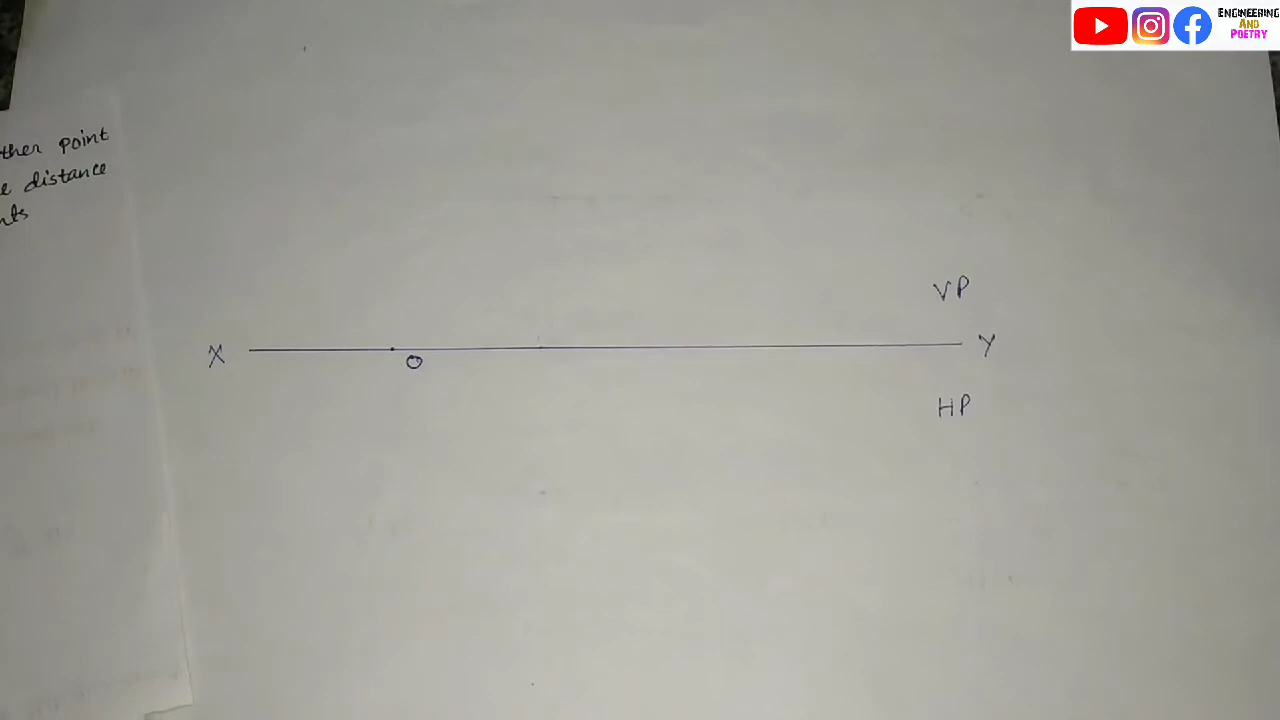 ENGINEERING
AND
POETRY
ther point
e distance
nts
VP
X
O
Y
HP